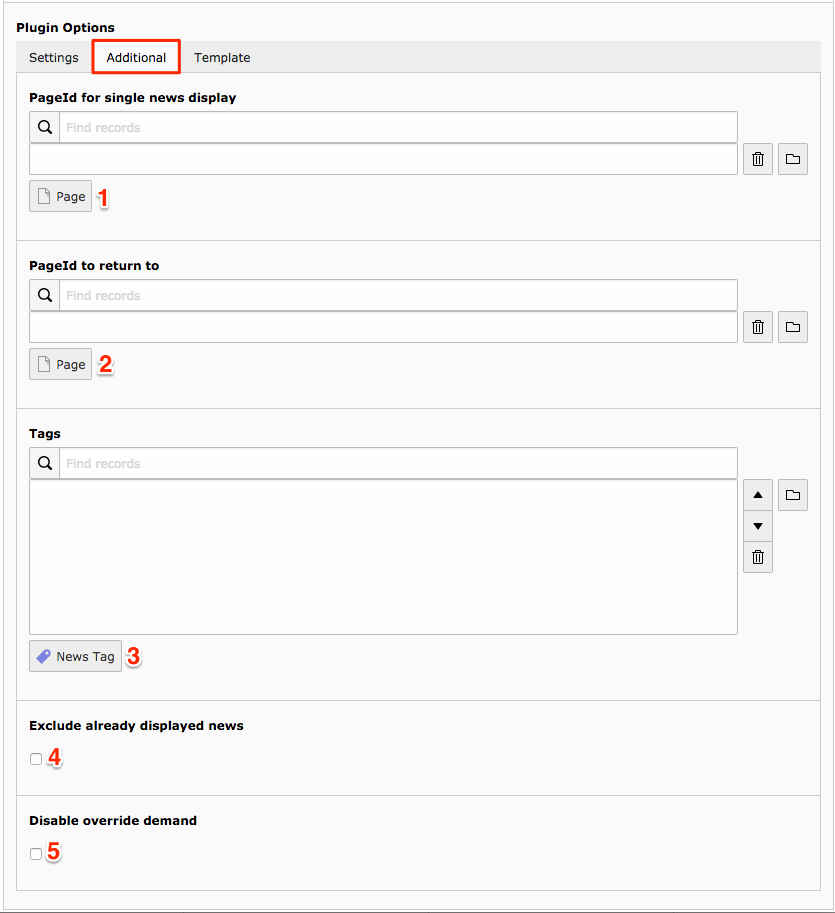 Plugin Options
Settings Additional Template
PageId for single news display
Find records
Page 1
PageId to return to
Find records
Page 2
Tags
Find records
News Tag 3
Exclude already displayed news
4
Disable override demand
5